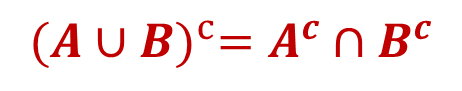 (A ∪ B)ᶜ= Aᶜ ∩ Bᶜ